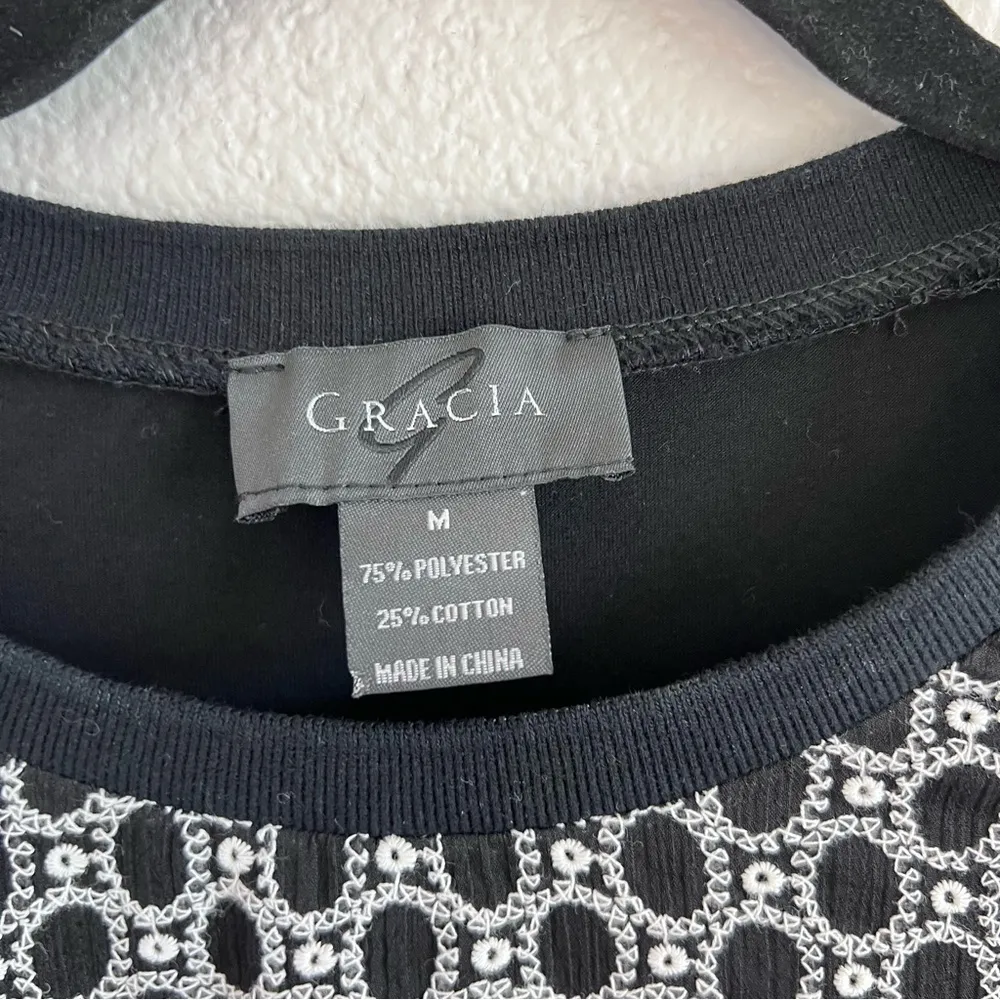 GRACIA
G
M
75% POLYESTER
25% COTTON
MADE IN CHINA